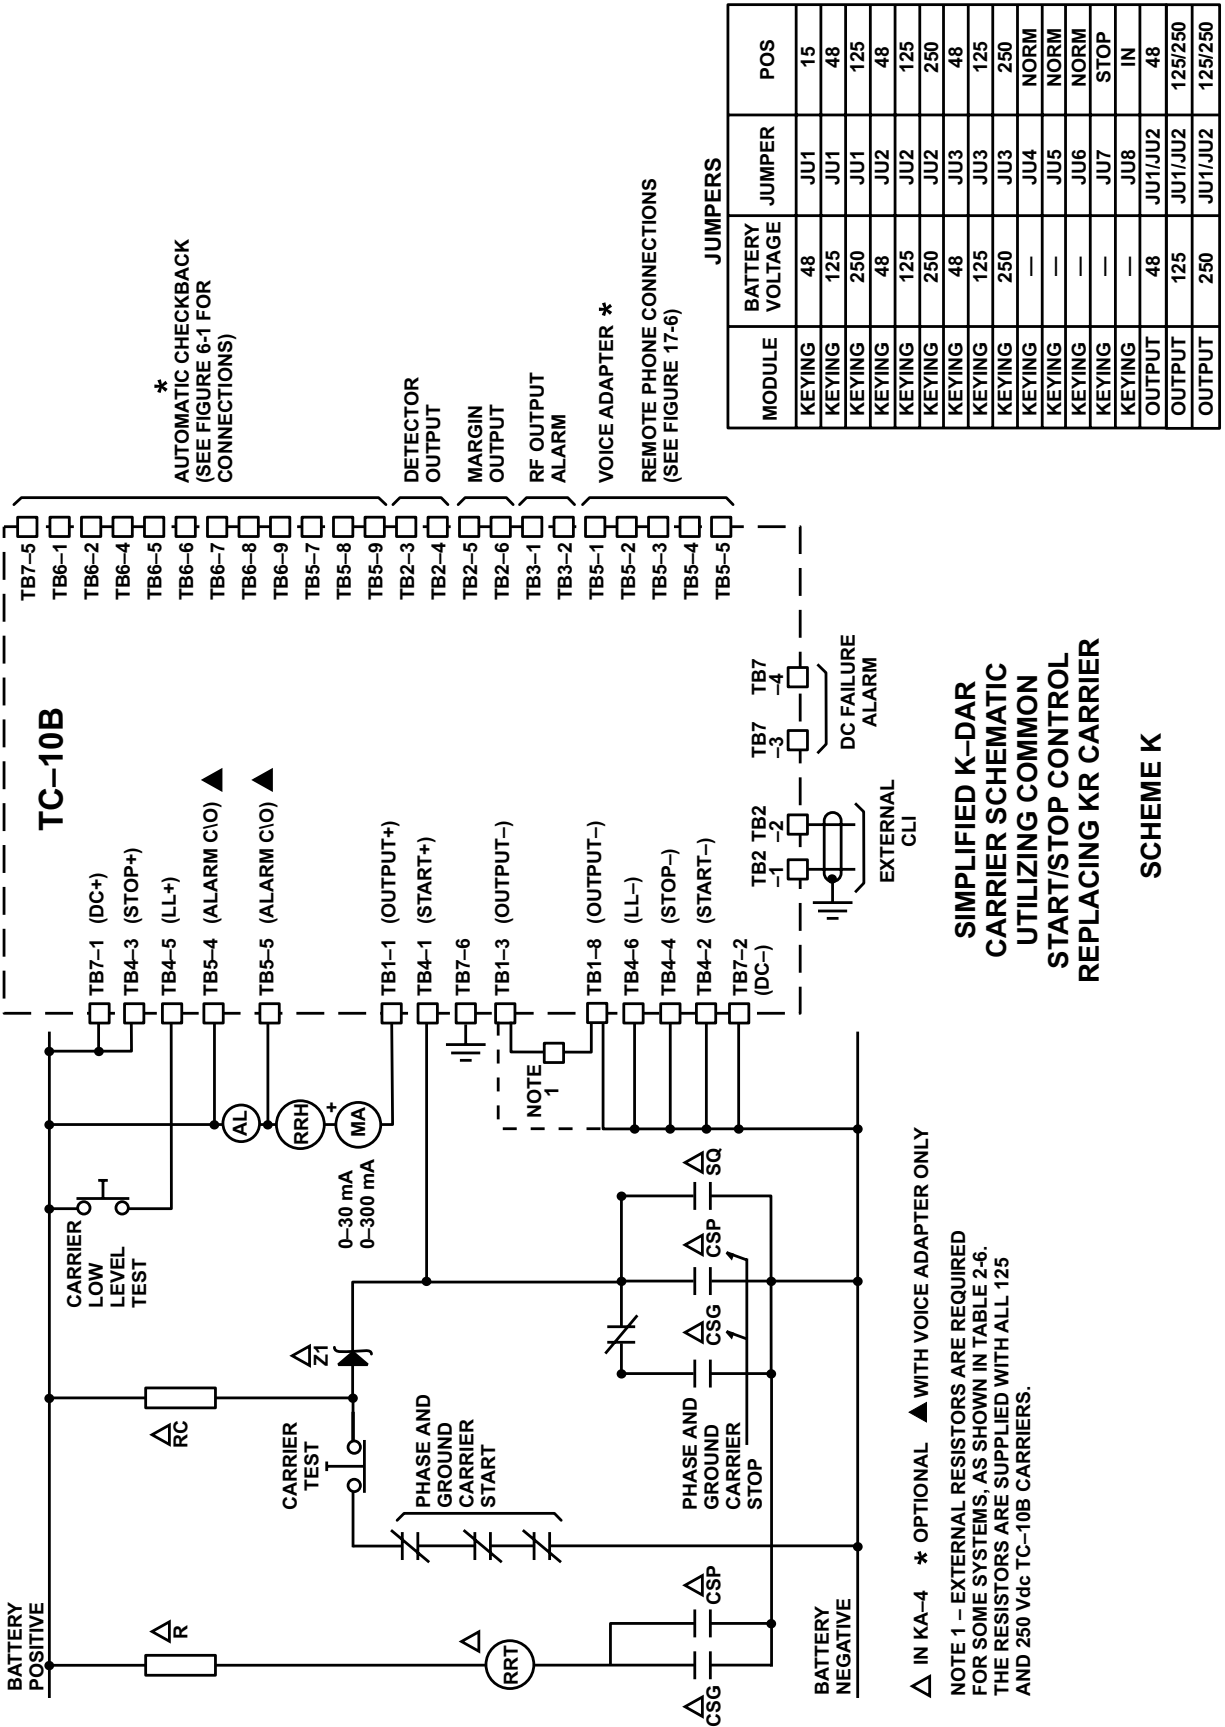 BATTERY
POSITIVE
R
RRT
CSG
CSP
BATTERY
NEGATIVE
RC
CARRIER
TEST
PHASE AND
GROUND
CARRIER
START
Z1
PHASE AND
GROUND
CARRIER
STOP
CSG
CSP
SQ
CARRIER
LOW
LEVEL
TEST
0–30 mA
0–300 mA
AL
RRH
+
MA
NOTE
1
TC–10B
TB7–1 (DC+)
TB4–3 (STOP+)
TB4–5 (LL+)
TB5–4 (ALARM C\O) ▲
TB5–5 (ALARM C\O) ▲
TB1–1 (OUTPUT+)
TB4–1 (START+)
TB7–6
TB1–3 (OUTPUT–)
TB1–8 (OUTPUT–)
TB4–6 (LL–)
TB4–4 (STOP–)
TB4–2 (START–)
TB7–2
(DC–)
TB2
–1
TB2
–2
EXTERNAL
CLI
TB7
–3
TB7
–4
DC FAILURE
ALARM
TB7–5
TB6–1
TB6–2
TB6–4
TB6–5
TB6–6
TB6–7
TB6–8
TB6–9
TB5–7
TB5–8
TB5–9
TB2–3
TB2–4
TB2–5
TB2–6
TB3–1
TB3–2
TB5–1
TB5–2
TB5–3
TB5–4
TB5–5
*
AUTOMATIC CHECKBACK
(SEE FIGURE 6-1 FOR
CONNECTIONS)
DETECTOR
OUTPUT
MARGIN
OUTPUT
RF OUTPUT
ALARM
VOICE ADAPTER *
REMOTE PHONE CONNECTIONS
(SEE FIGURE 17-6)
JUMPERS
MODULE BATTERY VOLTAGE JUMPER POS
KEYING 48 JU1 15
KEYING 125 JU1 48
KEYING 250 JU1 125
KEYING 48 JU2 48
KEYING 125 JU2 125
KEYING 250 JU2 250
KEYING 48 JU3 48
KEYING 125 JU3 125
KEYING 250 JU3 250
KEYING — JU4 NORM
KEYING — JU5 NORM
KEYING — JU6 NORM
KEYING — JU7 STOP
KEYING — JU8 IN
OUTPUT 48 JU1/JU2 48
OUTPUT 125 JU1/JU2 125/250
OUTPUT 250 JU1/JU2 125/250
△ IN KA–4 * OPTIONAL ▲ WITH VOICE ADAPTER ONLY
NOTE 1 – EXTERNAL RESISTORS ARE REQUIRED
FOR SOME SYSTEMS, AS SHOWN IN TABLE 2-6.
THE RESISTORS ARE SUPPLIED WITH ALL 125
AND 250 Vdc TC–10B CARRIERS.
SIMPLIFIED K–DAR
CARRIER SCHEMATIC
UTILIZING COMMON
START/STOP CONTROL
REPLACING KR CARRIER
SCHEME K